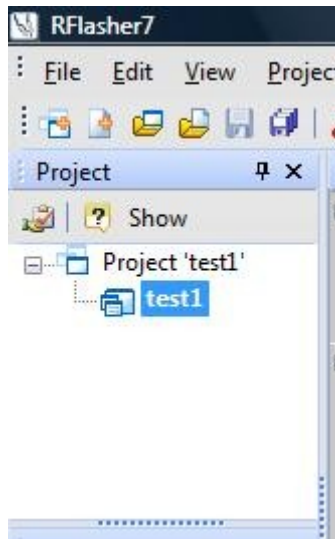 RFlasher7
File Edit View Projec
Project
Show
Project 'test1'
test1